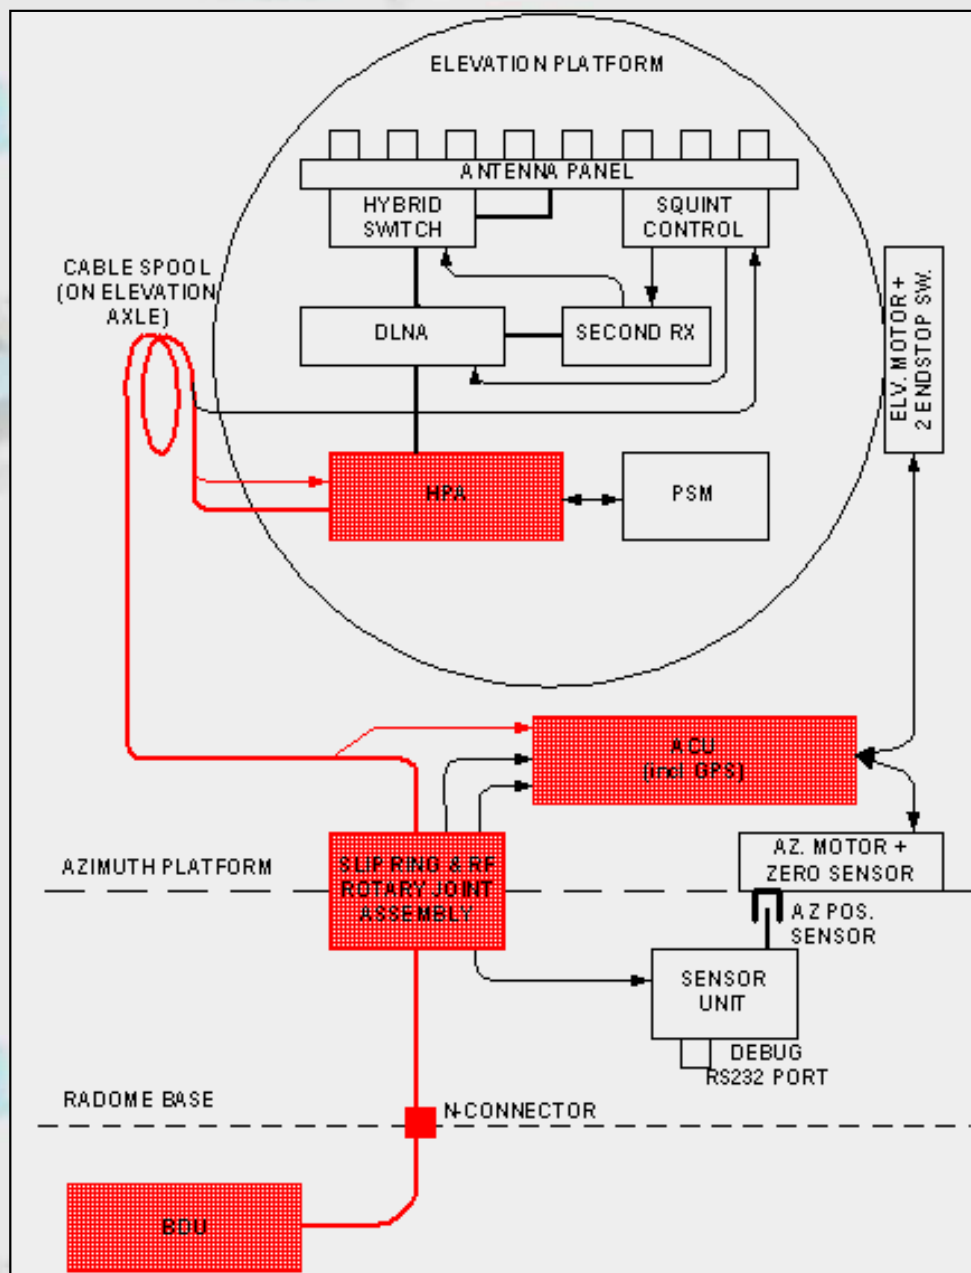 ELEVATION PLATFORM
ANTENNA PANEL
HYBRID
SWITCH
SQUINT
CONTROL
CABLE SPOOL
(ON ELEVATION
AXLE)
ELV. MOTOR +
2 ENDSTOP SW.
DLNA
SECOND RX
HPA
PSM
ACU
(incl GPS)
AZIMUTH PLATFORM
SLIP RING & RF
ROTARY JOINT
ASSEMBLY
AZ. MOTOR +
ZERO SENSOR
AZ POS.
SENSOR
SENSOR
UNIT
DEBUG
RS232 PORT
RADOME BASE
N-CONNECTOR
BDU